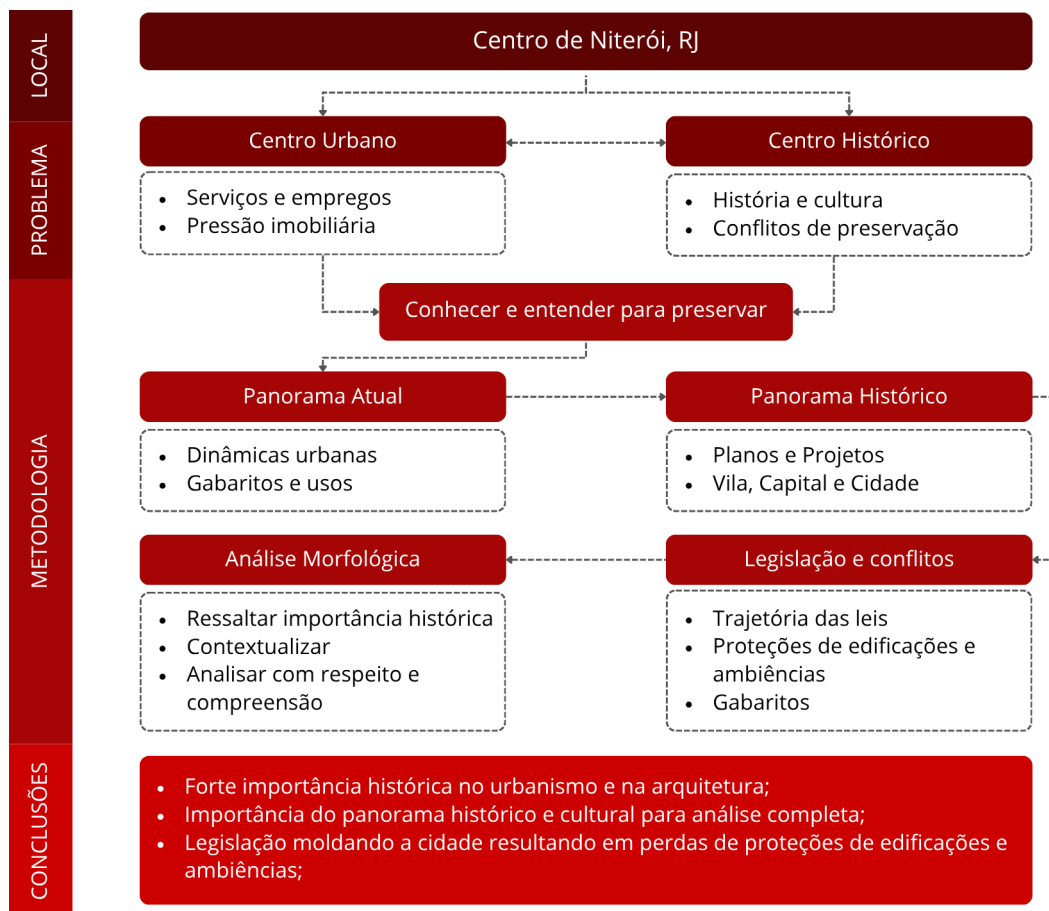 LOCAL
Centro de Niterói, RJ
PROBLEMA
Centro Urbano
• Serviços e empregos
• Pressão imobiliária
Centro Histórico
• História e cultura
• Conflitos de preservação
METODOLOGIA
Conhecer e entender para preservar
Panorama Atual
• Dinâmicas urbanas
• Gabaritos e usos
Panorama Histórico
• Planos e Projetos
• Vila, Capital e Cidade
Legislação e conflitos
• Trajetória das leis
• Proteções de edificações e
ambiências
• Gabaritos
Análise Morfológica
• Ressaltar importância histórica
• Contextualizar
• Analisar com respeito e
compreensão
CONCLUSÕES
• Forte importância histórica no urbanismo e na arquitetura;
• Importância do panorama histórico e cultural para análise completa;
• Legislação moldando a cidade resultando em perdas de proteções de edificações e
ambiências;